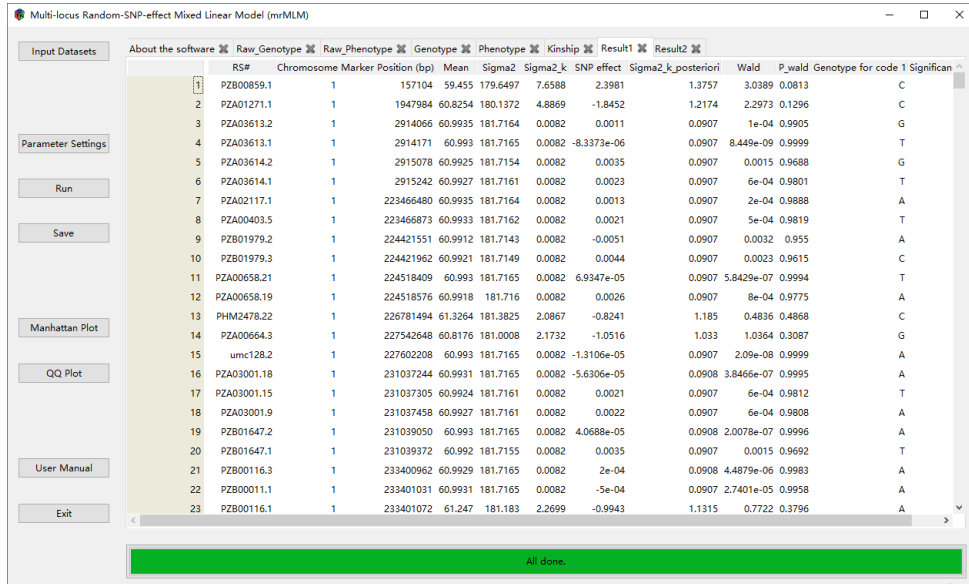 Multi-locus Random-SNP-effect Mixed Linear Model (mrMLM)
Input Datasets
Parameter Settings
Run
Save
Manhattan Plot
QQ Plot
User Manual
Exit
About the software Raw_Genotype Raw_Phenotype Genotype Phenotype Kinship Result1 Result2
RS# Chromosome Marker Position (bp) Mean Sigma2 Sigma2_k SNP effect Sigma2_k_posteriori Wald P_wald Genotype for code 1 Significan
1 PZB00859.1 1 157104 59.455 179.6497 7.6588 2.3981 1.3757 3.0389 0.0813 C
2 PZA01271.1 1 1947984 60.8254 180.1372 4.8869 -1.8452 1.2174 2.2973 0.1296 C
3 PZA03613.2 1 2914066 60.9935 181.7164 0.0082 0.0011 0.0907 1e-04 0.9905 G
4 PZA03613.1 1 2914171 60.993 181.7165 0.0082 -8.3373e-06 0.0907 8.449e-09 0.9999 T
5 PZA03614.2 1 2915078 60.9925 181.7154 0.0082 0.0035 0.0907 0.0015 0.9688 G
6 PZA03614.1 1 2915242 60.9927 181.7161 0.0082 0.0023 0.0907 6e-04 0.9801 T
7 PZA02117.1 1 223466480 60.9935 181.7164 0.0082 0.0013 0.0907 2e-04 0.9888 A
8 PZA00403.5 1 223466873 60.9933 181.7162 0.0082 0.0021 0.0907 5e-04 0.9819 T
9 PZB01979.2 1 224421551 60.9912 181.7143 0.0082 -0.0051 0.0907 0.0032 0.955 A
10 PZB01979.3 1 224421962 60.9921 181.7149 0.0082 0.0044 0.0907 0.0023 0.9615 C
11 PZA00658.21 1 224518409 60.993 181.7165 0.0082 6.9347e-05 0.0907 5.8429e-07 0.9994 T
12 PZA00658.19 1 224518576 60.9918 181.716 0.0082 0.0026 0.0907 8e-04 0.9775 A
13 PHM2478.22 1 226781494 61.3264 181.3825 2.0867 -0.8241 1.185 0.4836 0.4868 C
14 PZA00664.3 1 227542648 60.8176 181.0008 2.1732 -1.0516 1.033 1.0364 0.3087 G
15 umc128.2 1 227602208 60.993 181.7165 0.0082 -1.3106e-05 0.0907 2.09e-08 0.9999 A
16 PZA03001.18 1 231037244 60.9931 181.7165 0.0082 -5.6306e-05 0.0908 3.8466e-07 0.9995 A
17 PZA03001.15 1 231037305 60.9924 181.7161 0.0082 0.0021 0.0907 6e-04 0.9812 T
18 PZA03001.9 1 231037458 60.9927 181.7161 0.0082 0.0022 0.0907 6e-04 0.9808 A
19 PZB01647.2 1 231039050 60.993 181.7165 0.0082 4.0688e-05 0.0908 2.0078e-07 0.9996 A
20 PZB01647.1 1 231039372 60.992 181.7155 0.0082 0.0035 0.0907 0.0015 0.9692 T
21 PZB00116.3 1 233400962 60.9929 181.7165 0.0082 2e-04 0.0908 4.4879e-06 0.9983 A
22 PZB00011.1 1 233401031 60.9931 181.7165 0.0082 -5e-04 0.0907 2.7401e-05 0.9958 A
23 PZB00116.1 1 233401072 61.247 181.183 2.2699 -0.9943 1.1315 0.7722 0.3796 A
All done.